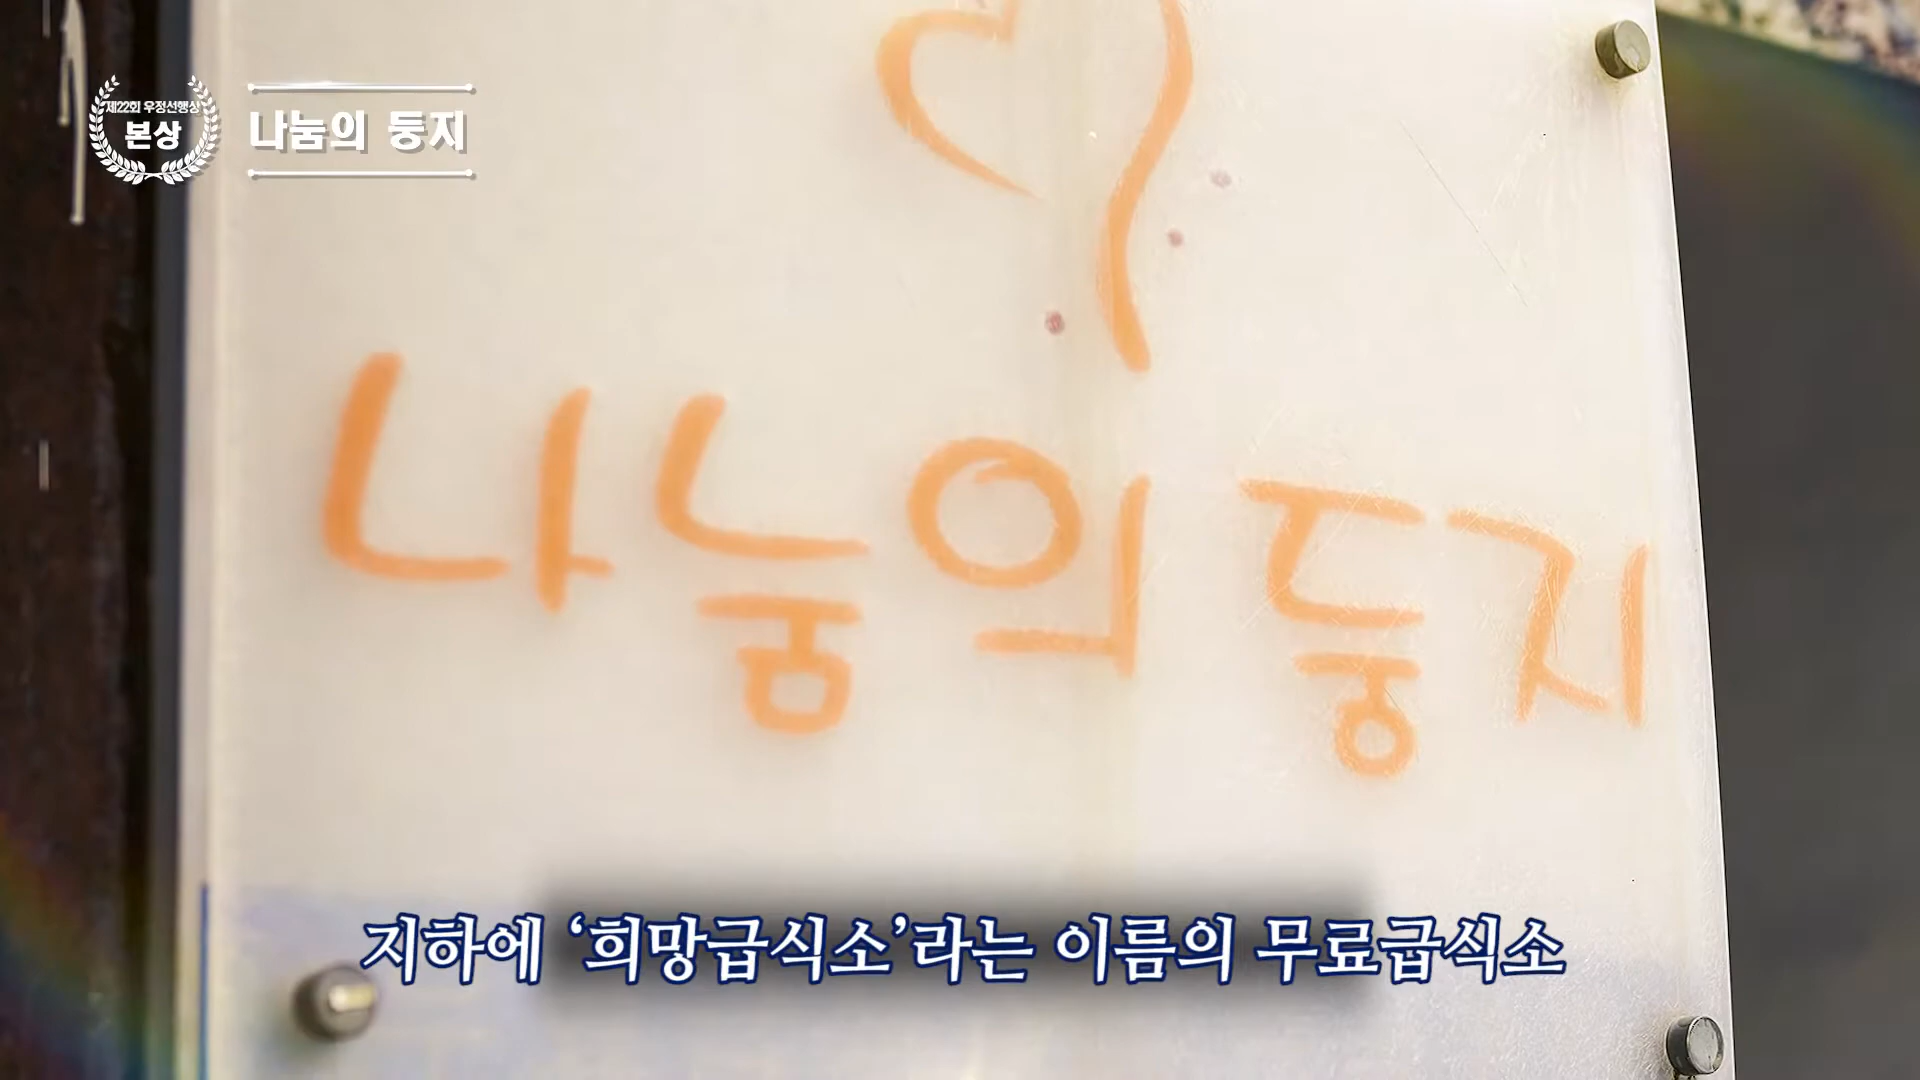 제22회 우정선행상
본상
나눔의 둥지
나눔의 둥지
지하에 ‘희망급식소’라는 이름의 무료급식소